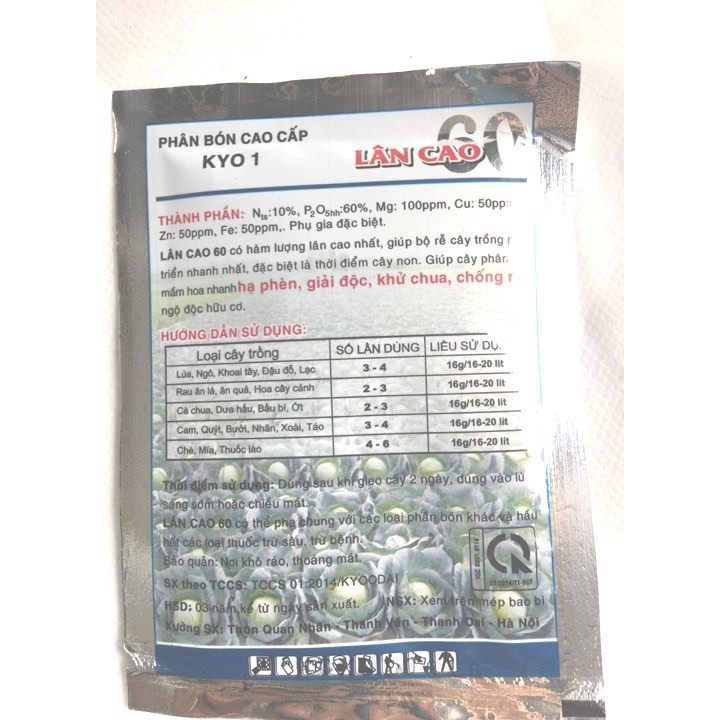 PHÂN BÓN CAO CẤP
KYO 1
LÂN CAO 60
THÀNH PHẦN: Nts:10%, P2O5hh:60%, Mg: 100ppm, Cu: 50pp
Zn: 50ppm, Fe: 50ppm,. Phụ gia đặc biệt.
LÂN CAO 60 có hàm lượng lân cao nhất, giúp bộ rễ cây trồng
triển nhanh nhất, đặc biệt là thời điểm cây non. Giúp cây phân
mầm hoa nhanh hạ phèn, giải độc, khử chua, chống
ngộ độc hữu cơ.
HƯỚNG DẪN SỬ DỤNG:
Loại cây trồng SỐ LẦN DÙNG LIỀU SỬ DỤ
Lúa, Ngô, Khoai tây, Đậu đỗ, Lạc 3 - 4 16g/16-20 lít
Rau ăn lá, ăn quả, Hoa cây cảnh 2 - 3 16g/16-20 lít
Cà chua, Dưa hấu, Bầu bí, Ớt 2 - 3 16g/16-20 lít
Cam, Quýt, Bưởi, Nhãn, Xoài, Táo 3 - 4 16g/16-20 lít
Chè, Mía, Thuốc lào 4 - 6 16g/16-20 lít
Thời điểm sử dụng: Dùng sau khi gieo cấy 2 ngày, dùng vào lú
sáng sớm hoặc chiều mát.
LÂN CAO 60 có thể pha chung với các loại phân bón khác và hầu
hết các loại thuốc trừ sâu, trừ bệnh.
Bảo quản: Nơi khô ráo, thoáng mát.
SX theo TCCS: TCCS 01:2014/KYOODAI
HSD: 03 năm kể từ ngày sản xuất. NSX: Xem trên mép bao bì
Xưởng SX: Thôn Quan Nhân - Thanh Văn - Thanh Oai - Hà Nội